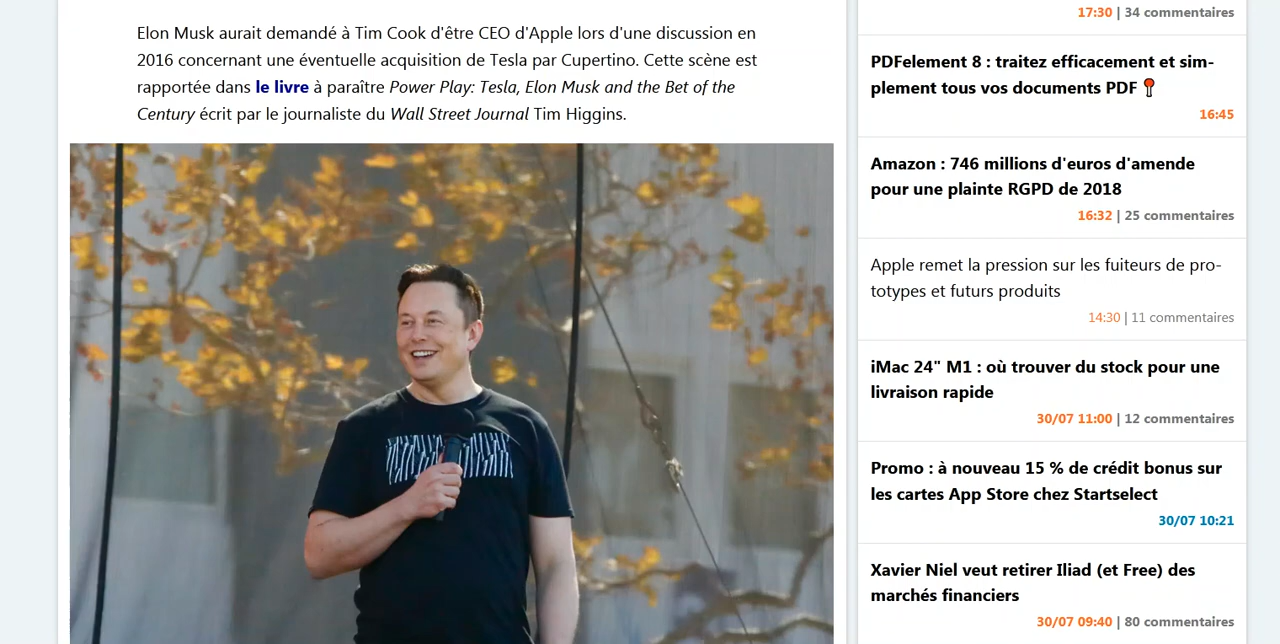 Elon Musk aurait demandé à Tim Cook d'être CEO d'Apple lors d'une discussion en
2016 concernant une éventuelle acquisition de Tesla par Cupertino. Cette scène est
rapportée dans le livre à paraître Power Play: Tesla, Elon Musk and the Bet of the
Century écrit par le journaliste du Wall Street Journal Tim Higgins.
17:30 | 34 commentaires
PDFelement 8 : traitez efficacement et sim-
plement tous vos documents PDF
16:45
Amazon : 746 millions d'euros d'amende
pour une plainte RGPD de 2018
16:32 | 25 commentaires
Apple remet la pression sur les fuiteurs de pro-
totypes et futurs produits
14:30 | 11 commentaires
iMac 24" M1 : où trouver du stock pour une
livraison rapide
30/07 11:00 | 12 commentaires
Promo : à nouveau 15 % de crédit bonus sur
les cartes App Store chez Startselect
30/07 10:21
Xavier Niel veut retirer Iliad (et Free) des
marchés financiers
30/07 09:40 | 80 commentaires